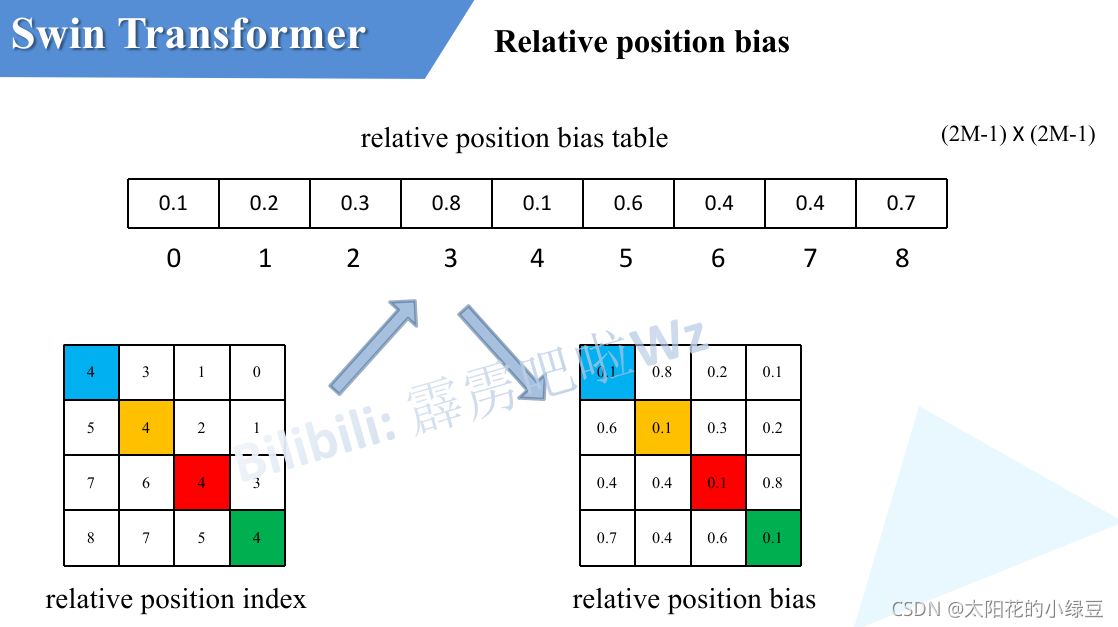 Swin Transformer
Relative position bias
relative position bias table
(2M-1) X (2M-1)
0.1 0.2 0.3 0.8 0.1 0.6 0.4 0.4 0.7
0 1 2 3 4 5 6 7 8
Bilibili: 霹雳吧啦Wz
4 3 1 0
5 4 2 1
7 6 4 3
8 7 5 4
relative position index
0.1 0.8 0.2 0.1
0.6 0.1 0.3 0.2
0.4 0.4 0.1 0.8
0.7 0.4 0.6 0.1
relative position bias
CSDN @太阳花的小绿豆